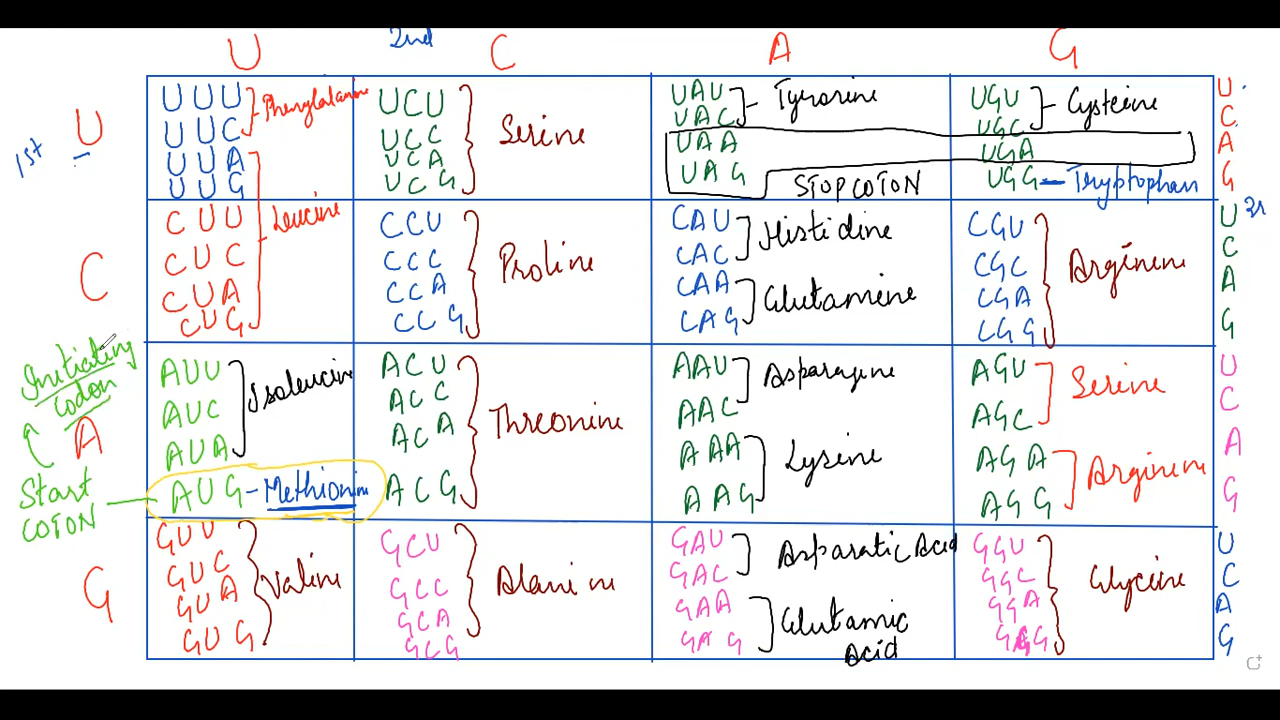 2nd
U C A G
1st
U
UUU
UUC
Phenylalanine
UUA
UUG
UCU
UCC
UCA
UCG
Serine
UAU
UAC
Tyrosine
UAA
UAG
STOP COTON
UGU
UGC
Cysteine
UGA
UGG - Tryptophan
U
C
A
G
C
CUU
CUC
CUA
CUG
Leucine
CCU
CCC
CCA
CCG
Proline
CAU
CAC
Histidine
CAA
CAG
Glutamine
CGU
CGC
CGA
CGG
Arginine
U
C
A
G
Initiating
codon
A
Start
COTON
AUU
AUC
AUA
Isoleucine
AUG - Methionin
ACU
ACC
ACA
ACG
Threonine
AAU
AAC
Asparagine
AAA
AAG
Lysine
AGU
AGC
Serine
AGA
AGG
Arginine
U
C
A
G
G
GUU
GUC
GUA
GUG
Valine
GCU
GCC
GCA
GCG
Alanine
GAU
GAC
Asparatic Acid
GAA
GAG
Glutamic
Acid
GGU
GGC
GGA
GGG
Glycine
U
C
A
G